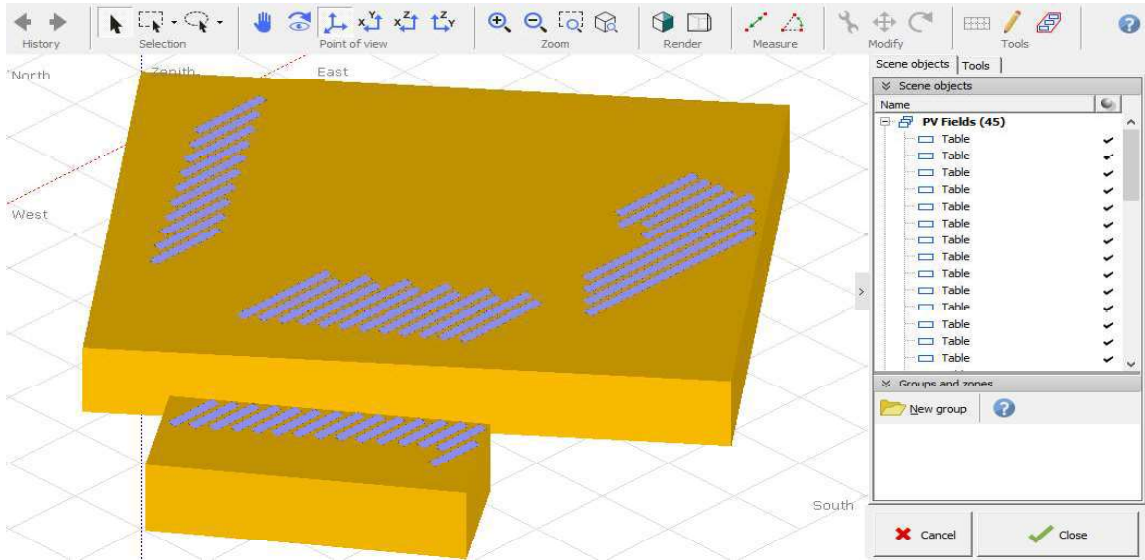 History
Selection
Point of view
Zoom
Render
Measure
Modify
Tools
X Y
X Z
Z Y
North
Zenith
East
West
South
Scene objects
Tools
Scene objects
Name
PV Fields (45)
Table
Table
Table
Table
Table
Table
Table
Table
Table
Table
Table
Table
Table
Table
Groups and zones
New group
Cancel
Close